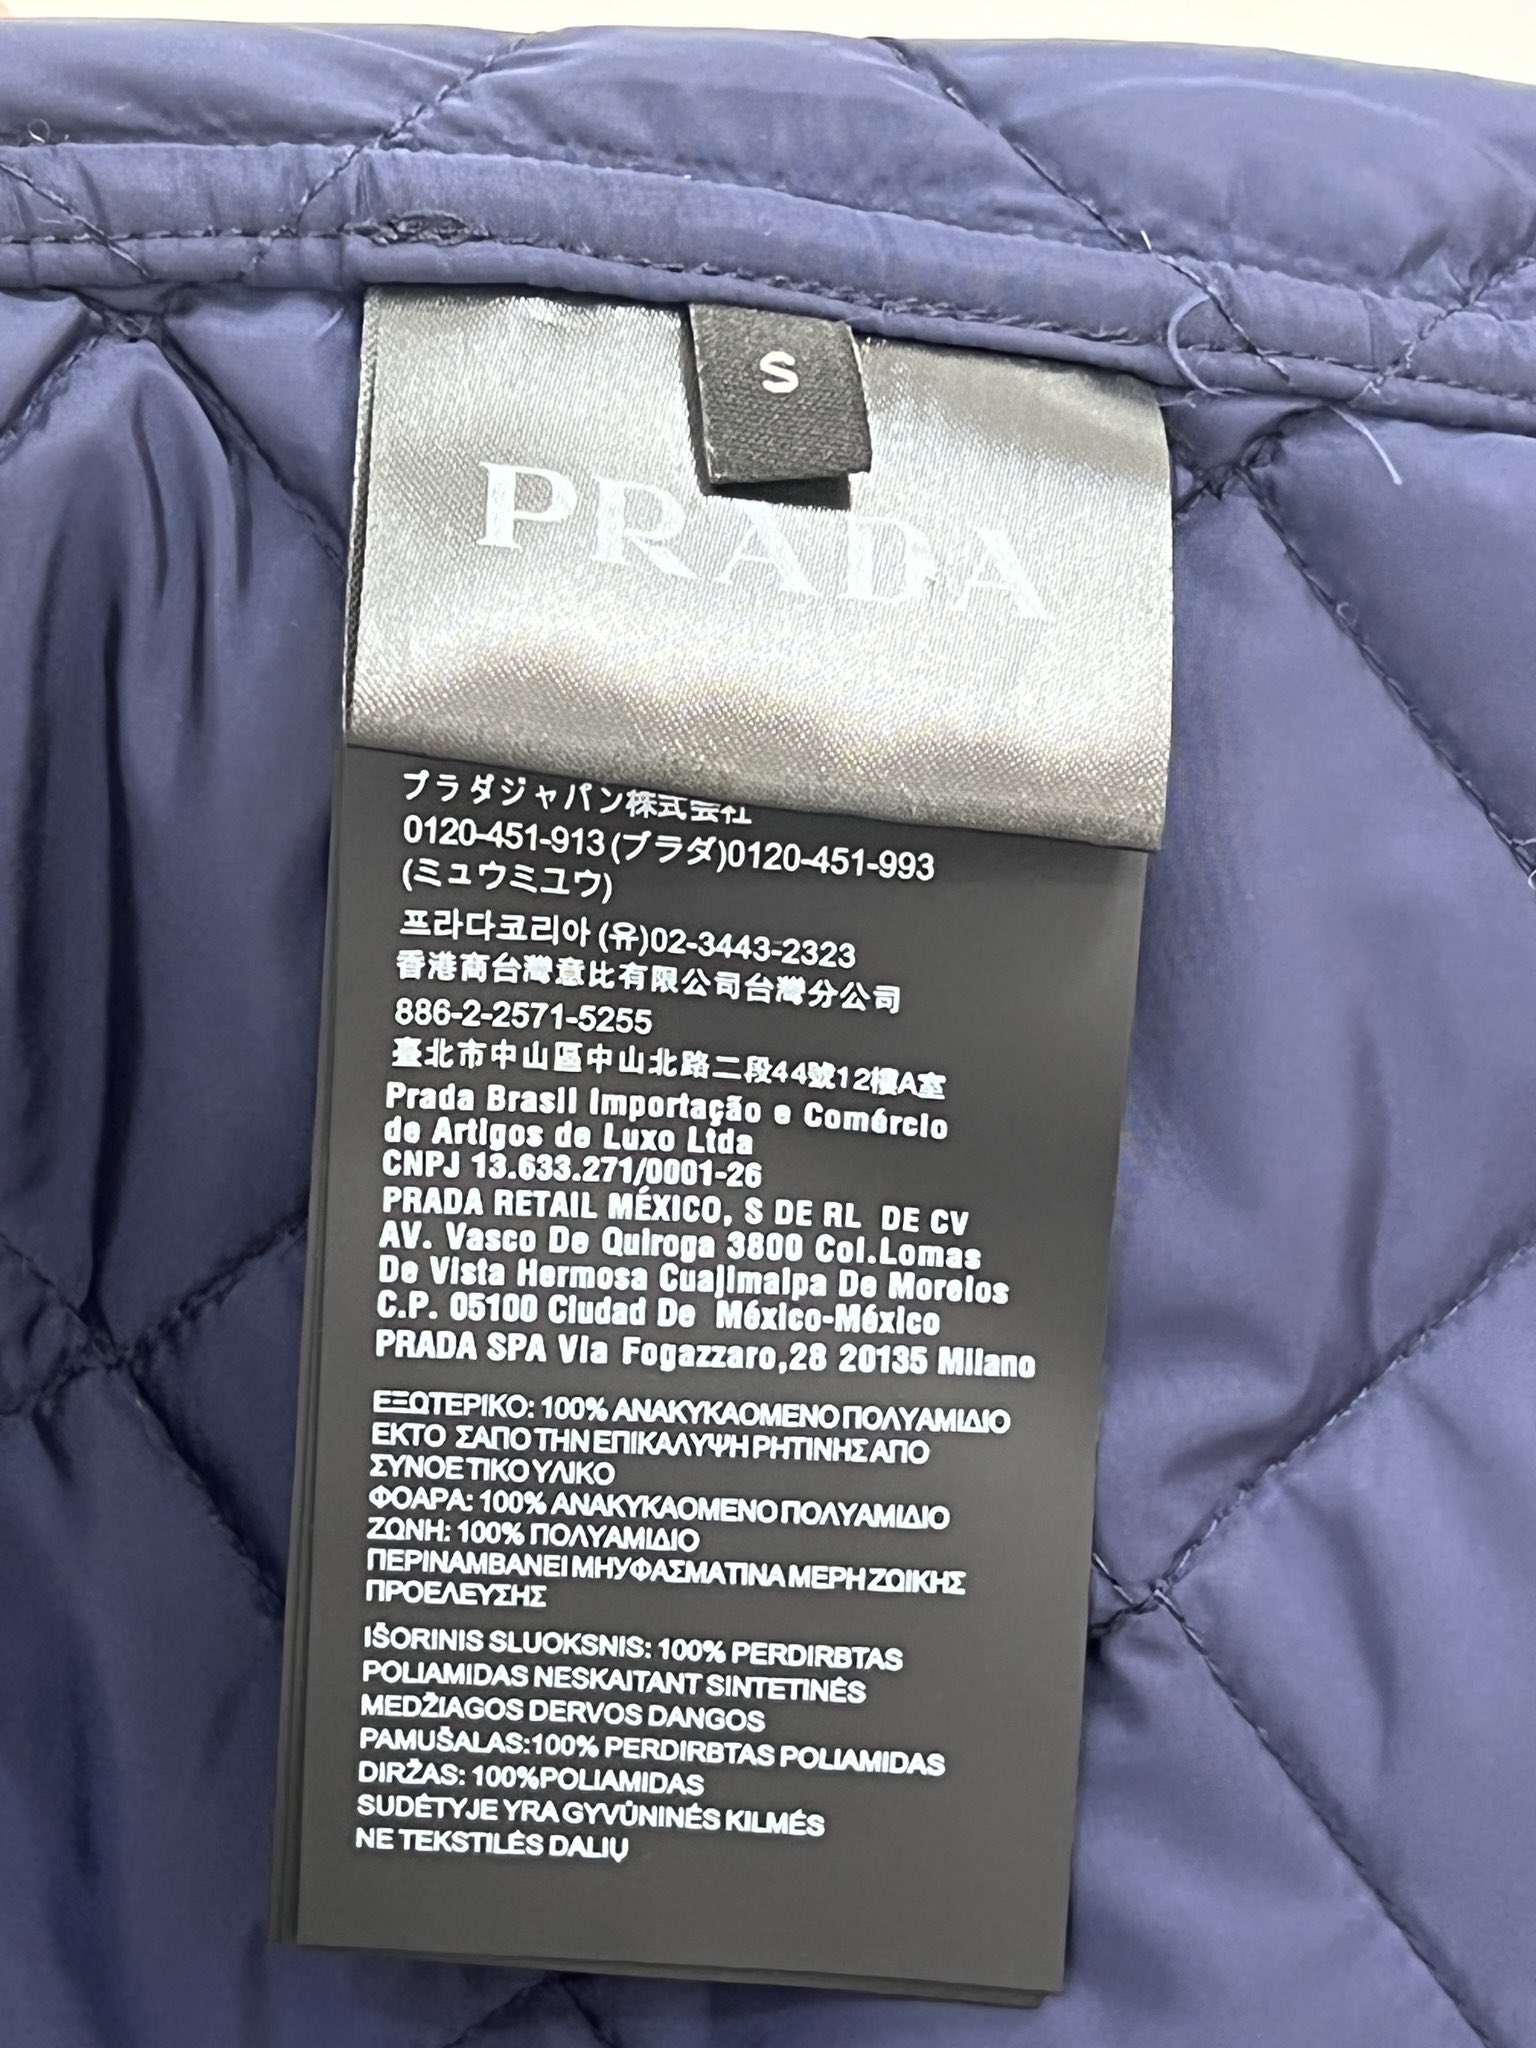 S
PRADA
プラダジャパン株式会社
0120-451-913 (プラダ)0120-451-993
(ミュウミユウ)
프라다코리아 (유)02-3443-2323
香港商台灣意比有限公司台灣分公司
886-2-2571-5255
臺北市中山區中山北路二段44號12樓A室
Prada Brasil Importação e Comércio
de Artigos de Luxo Ltda
CNPJ 13.633.271/0001-26
PRADA RETAIL MÉXICO, S DE RL DE CV
AV. Vasco De Quiroga 3800 Col.Lomas
De Vista Hermosa Cuajimalpa De Morelos
C.P. 05100 Ciudad De México-México
PRADA SPA Via Fogazzaro,28 20135 Milano
ΕΞΩΤΕΡΙΚΟ: 100% ΑΝΑΚΥΚΛΟΜΕΝΟ ΠΟΛΥΑΜΙΔΙΟ
ΕΚΤΟ ΣΑΠΟ ΤΗΝ ΕΠΙΚΑΛΥΨΗ ΡΗΤΙΝΗΣ ΑΠΟ
ΣΥΝΟΕΤΙΚΟ ΥΛΙΚΟ
ΦΟΔΡΑ: 100% ΑΝΑΚΥΚΛΟΜΕΝΟ ΠΟΛΥΑΜΙΔΙΟ
ΖΩΝΗ: 100% ΠΟΛΥΑΜΙΔΙΟ
ΠΕΡΙΛΑΜΒΑΝΕΙ ΜΗ ΥΦΑΣΜΑΤΙΝΑ ΜΕΡΗ ΖΩΙΚΗΣ
ΠΡΟΕΛΕΥΣΗΣ
IŠORINIS SLUOKSNIS: 100% PERDIRBTAS
POLIAMIDAS NESKAITANT SINTETINĖS
MEDŽIAGOS DERVOS DANGOS
PAMUŠALAS:100% PERDIRBTAS POLIAMIDAS
DIRŽAS: 100%POLIAMIDAS
SUDĖTYJE YRA GYVŪNINĖS KILMĖS
NE TEKSTILĖS DALIŲ